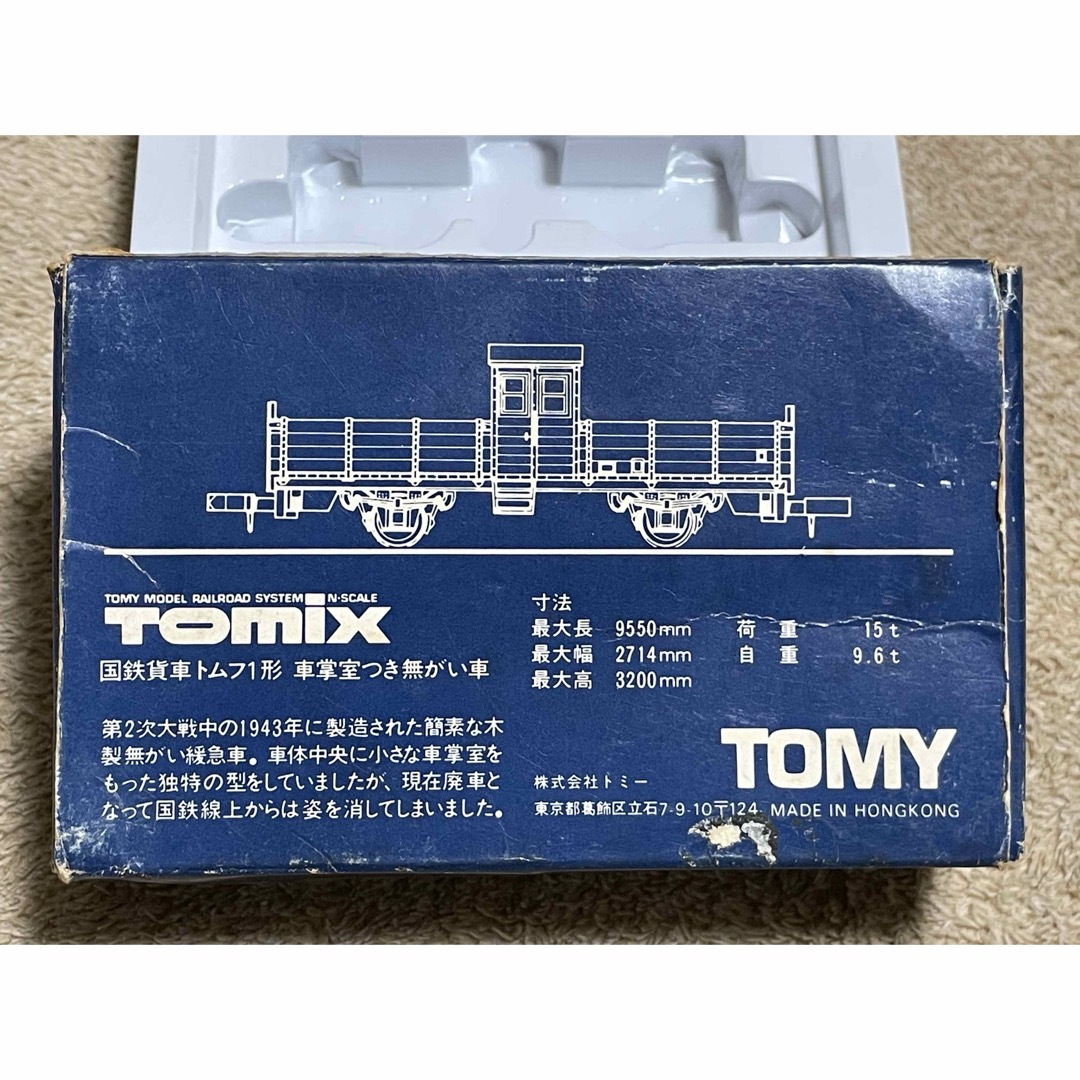 TOMY MODEL RAILROAD SYSTEM N·SCALE
TOMIX
国鉄貨車トムフ1形 車掌室つき無がい車
第2次大戦中の1943年に製造された簡素な木
製無がい緩急車。車体中央に小さな車掌室を
もった独特の型をしていましたが、現在廃車と
なって国鉄線上からは姿を消してしまいました。
寸法
最大長 9550mm 荷重 15t
最大幅 2714mm 自重 9.6t
最大高 3200mm
TOMY
株式会社トミー
東京都葛飾区立石7-9-10〒124 MADE IN HONGKONG